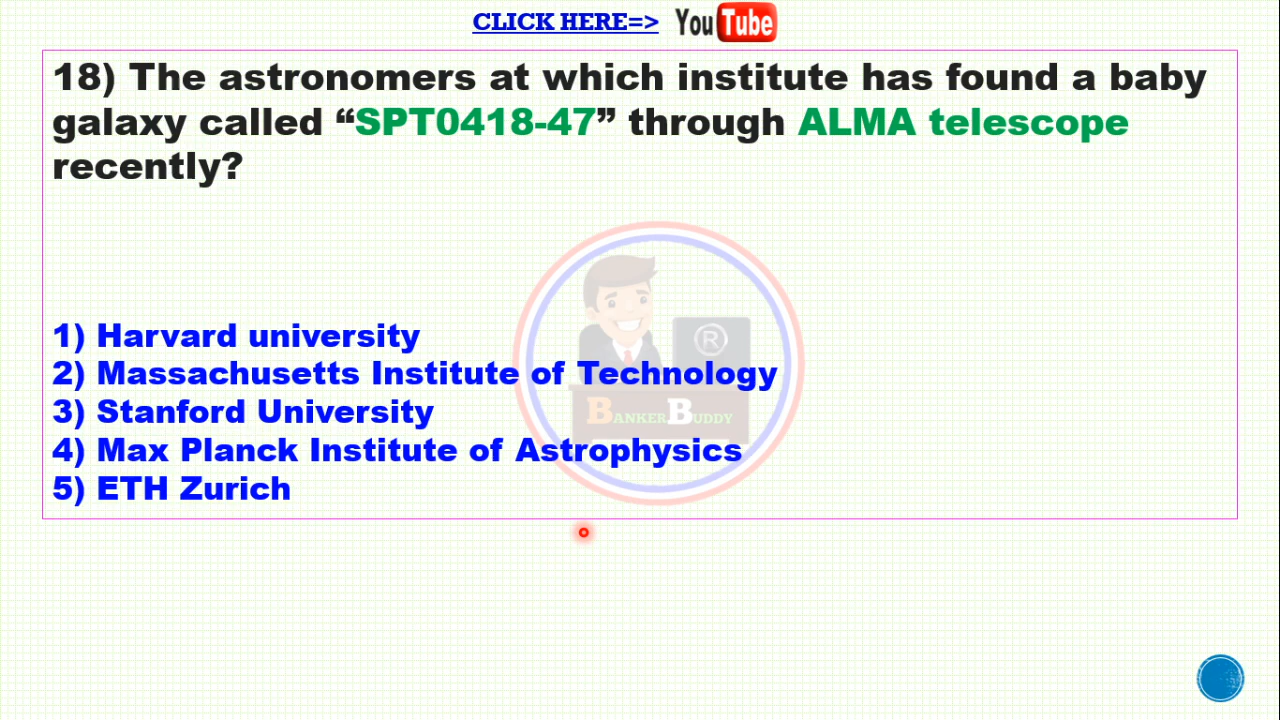 CLICK HERE=> YouTube
18) The astronomers at which institute has found a baby
galaxy called “SPT0418-47” through ALMA telescope
recently?
1) Harvard university
2) Massachusetts Institute of Technology
3) Stanford University
4) Max Planck Institute of Astrophysics
5) ETH Zurich
®
BANKERBUDDY